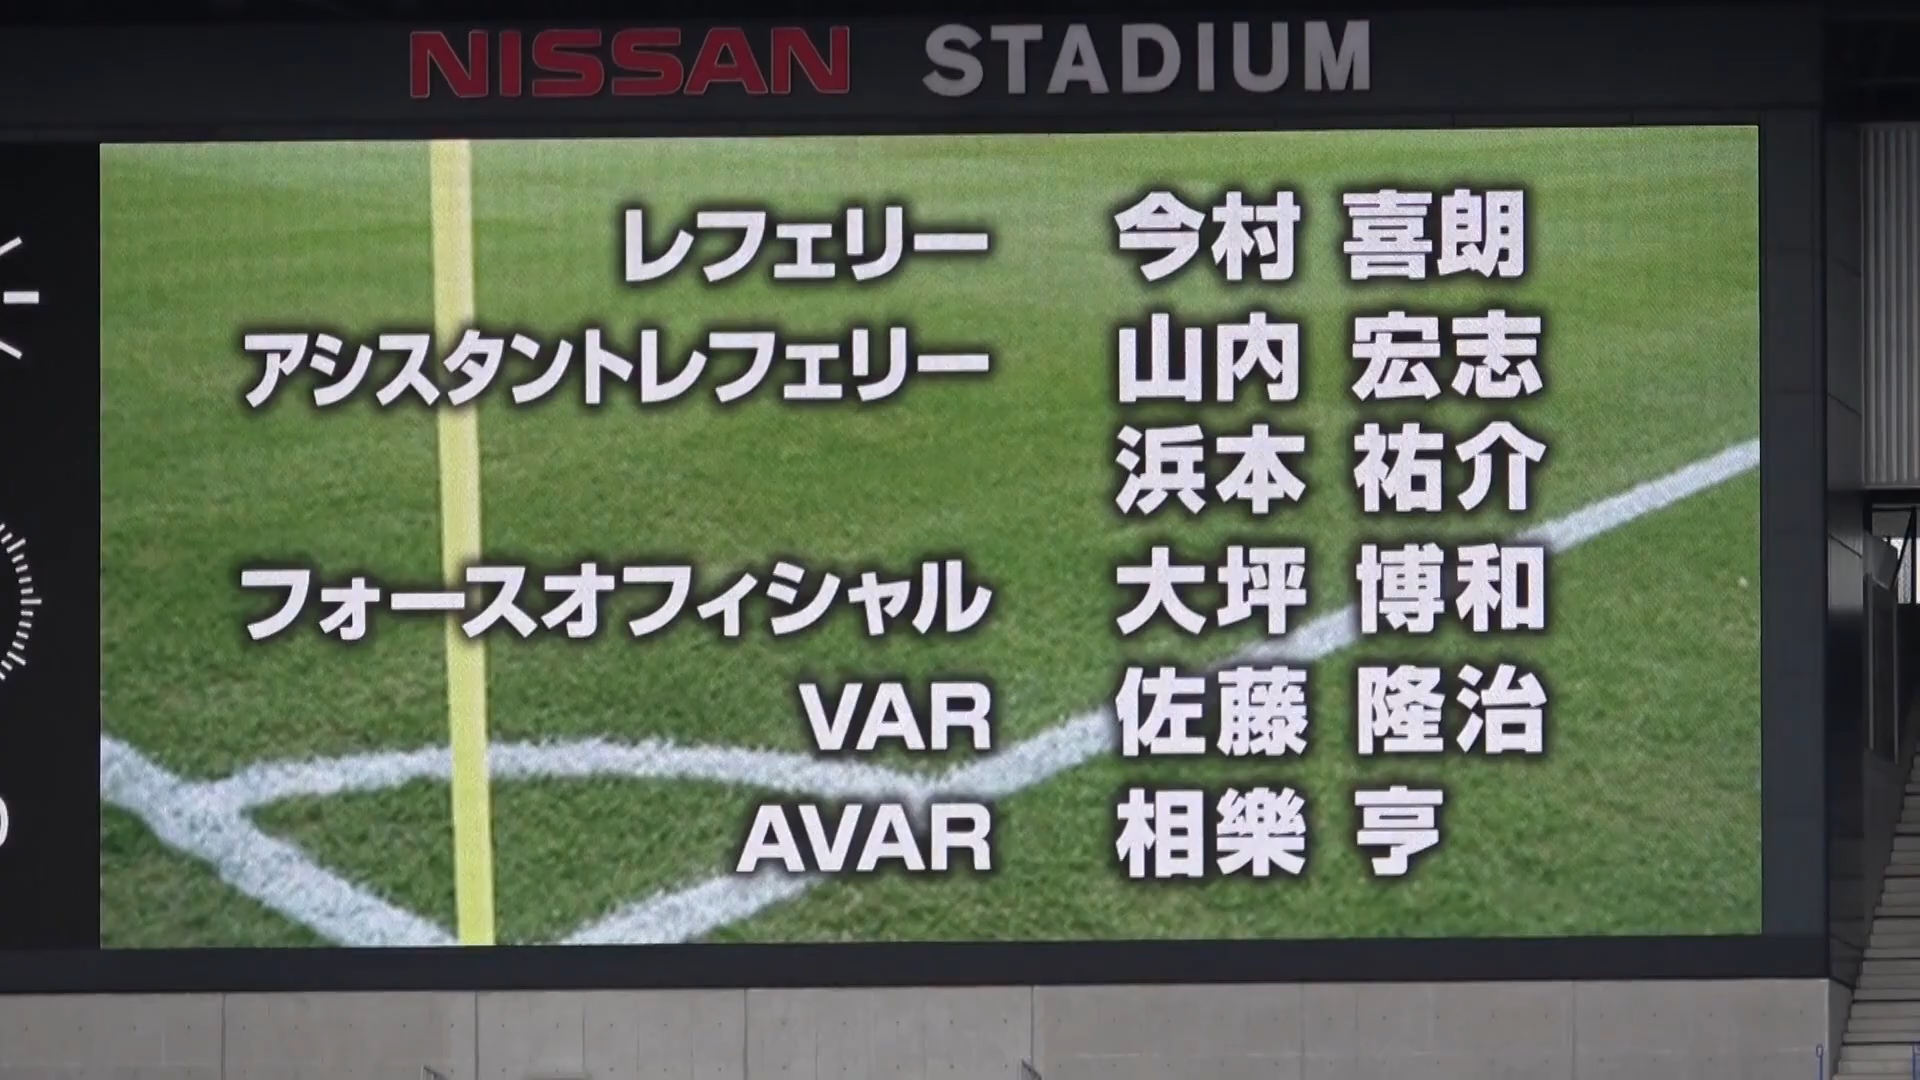 NISSAN STADIUM
レフェリー 今村 喜朗
アシスタントレフェリー 山内 宏志
浜本 祐介
フォースオフィシャル 大坪 博和
VAR 佐藤 隆治
AVAR 相樂 亨